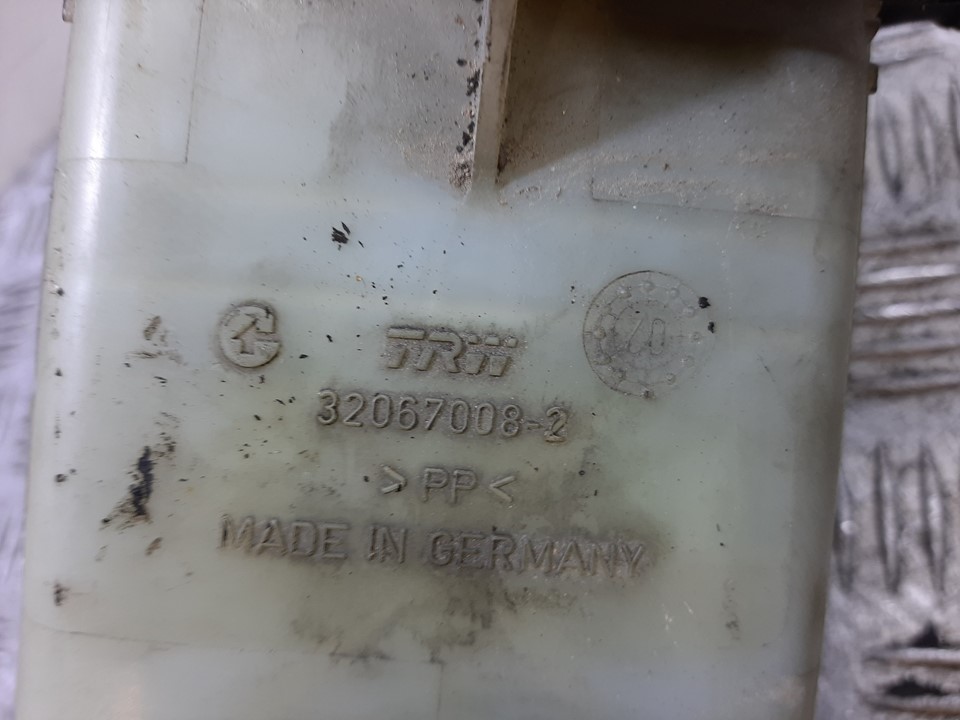 TRW
32067008-2
>PP<
MADE IN GERMANY